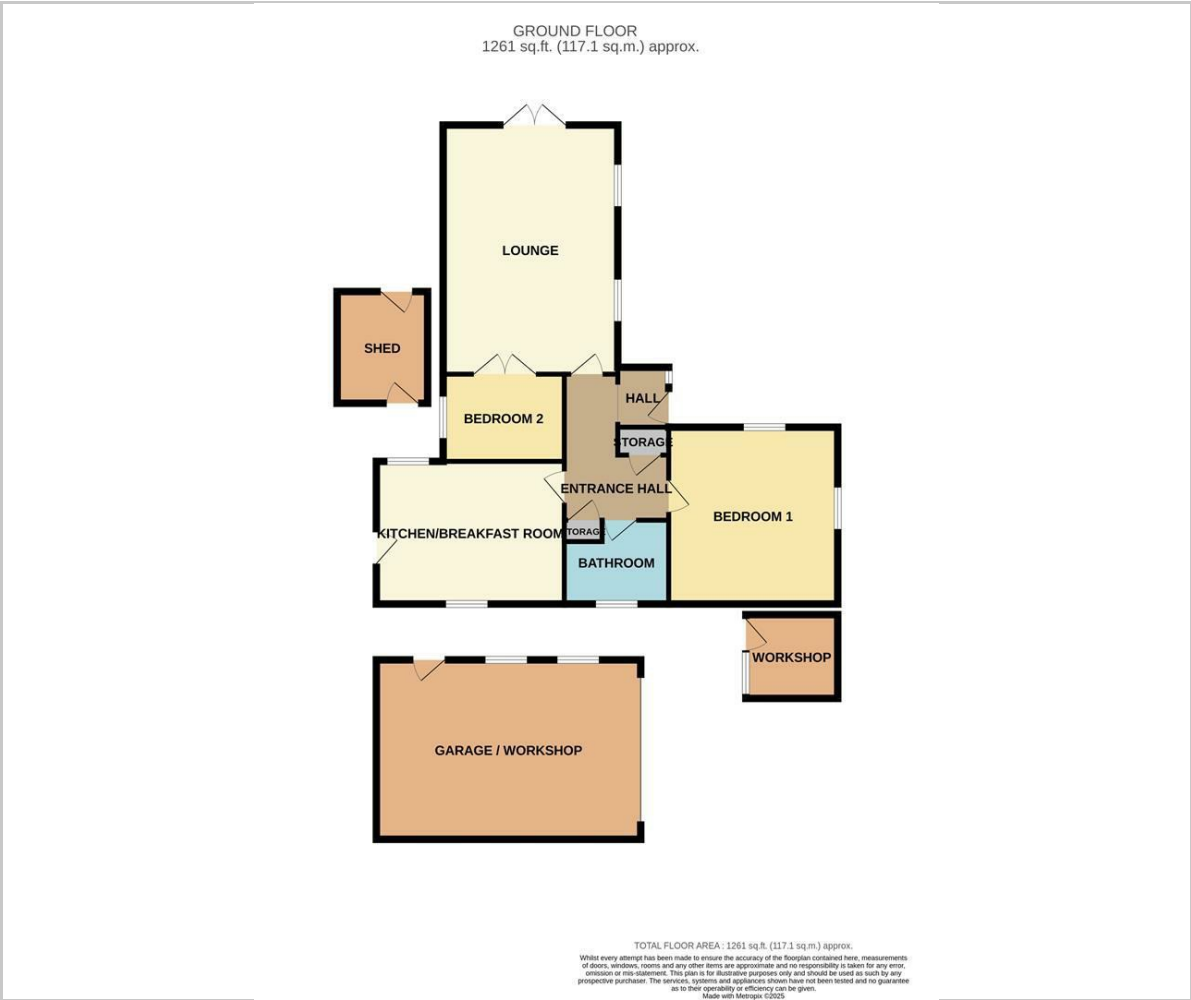 GROUND FLOOR
1261 sq.ft. (117.1 sq.m.) approx.
LOUNGE
SHED
HALL
BEDROOM 2
STORAGE
ENTRANCE HALL
BEDROOM 1
KITCHEN/BREAKFAST ROOM
TORAGE
BATHROOM
WORKSHOP
GARAGE / WORKSHOP
TOTAL FLOOR AREA : 1261 sq.ft. (117.1 sq.m.) approx.
Whilst every attempt has been made to ensure the accuracy of the floorplan contained here, measurements
of doors, windows, rooms and any other items are approximate and no responsibility is taken for any error,
omission or mis-statement. This plan is for illustrative purposes only and should be used as such by any
prospective purchaser. The services, systems and appliances shown have not been tested and no guarantee
as to their operability or efficiency can be given.
Made with Metropix ©2025